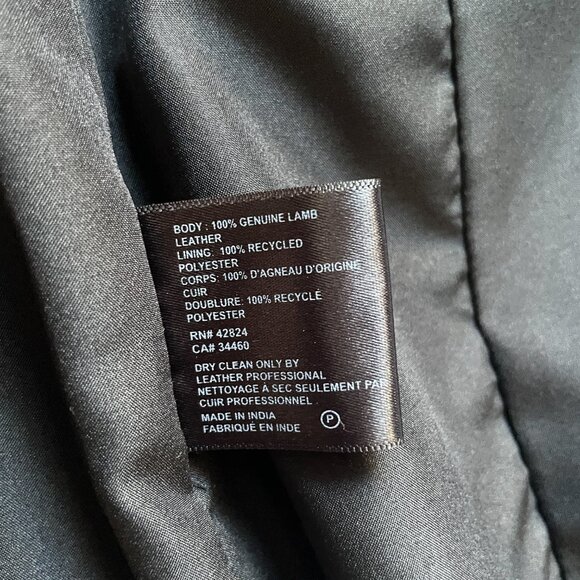 BODY : 100% GENUINE LAMB
LEATHER
LINING: 100% RECYCLED
POLYESTER
CORPS: 100% D'AGNEAU D'ORIGINE
CUIR
DOUBLURE: 100% RECYCLÉ
POLYESTER
RN# 42824
CA# 34460
DRY CLEAN ONLY BY
LEATHER PROFESSIONAL
NETTOYAGE À SEC SEULEMENT PAR
CUIR PROFESSIONNEL
MADE IN INDIA
FABRIQUÉ EN INDE
P